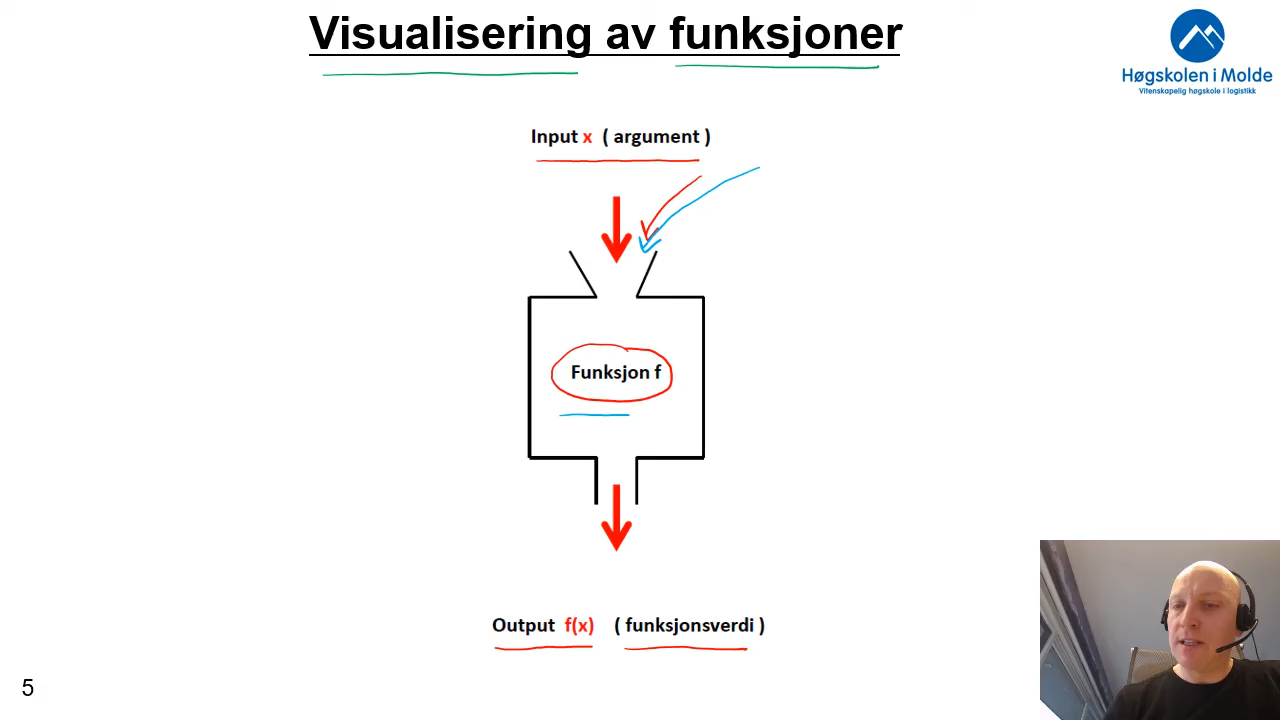 Visualisering av funksjoner
Høgskolen i Molde
Vitenskapelig høgskole i logistikk
Input x ( argument )
Funksjon f
Output f(x) ( funksjonsverdi )
5